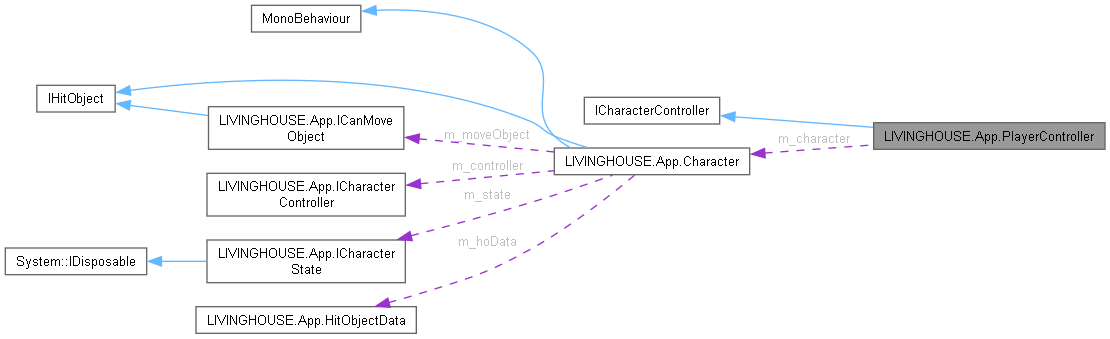 MonoBehaviour
IHitObject
LIVINGHOUSE.App.ICanMove
Object
ICharacterController
LIVINGHOUSE.App.PlayerController
m_moveObject
m_character
LIVINGHOUSE.App.Character
m_controller
LIVINGHOUSE.App.ICharacter
Controller
m_state
m_hoData
System::IDisposable
LIVINGHOUSE.App.ICharacter
State
LIVINGHOUSE.App.HitObjectData